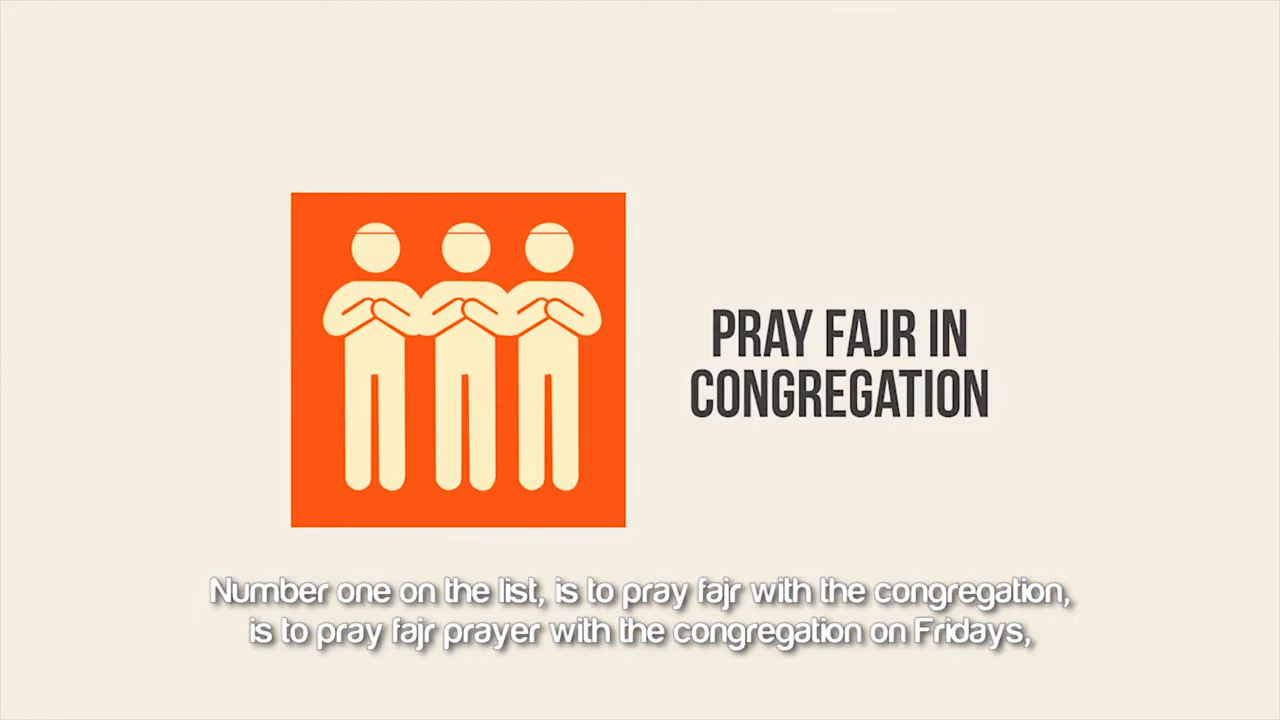 PRAY FAJR IN
CONGREGATION
Number one on the list, is to pray fajr with the congregation,
is to pray fajr prayer with the congregation on Fridays,